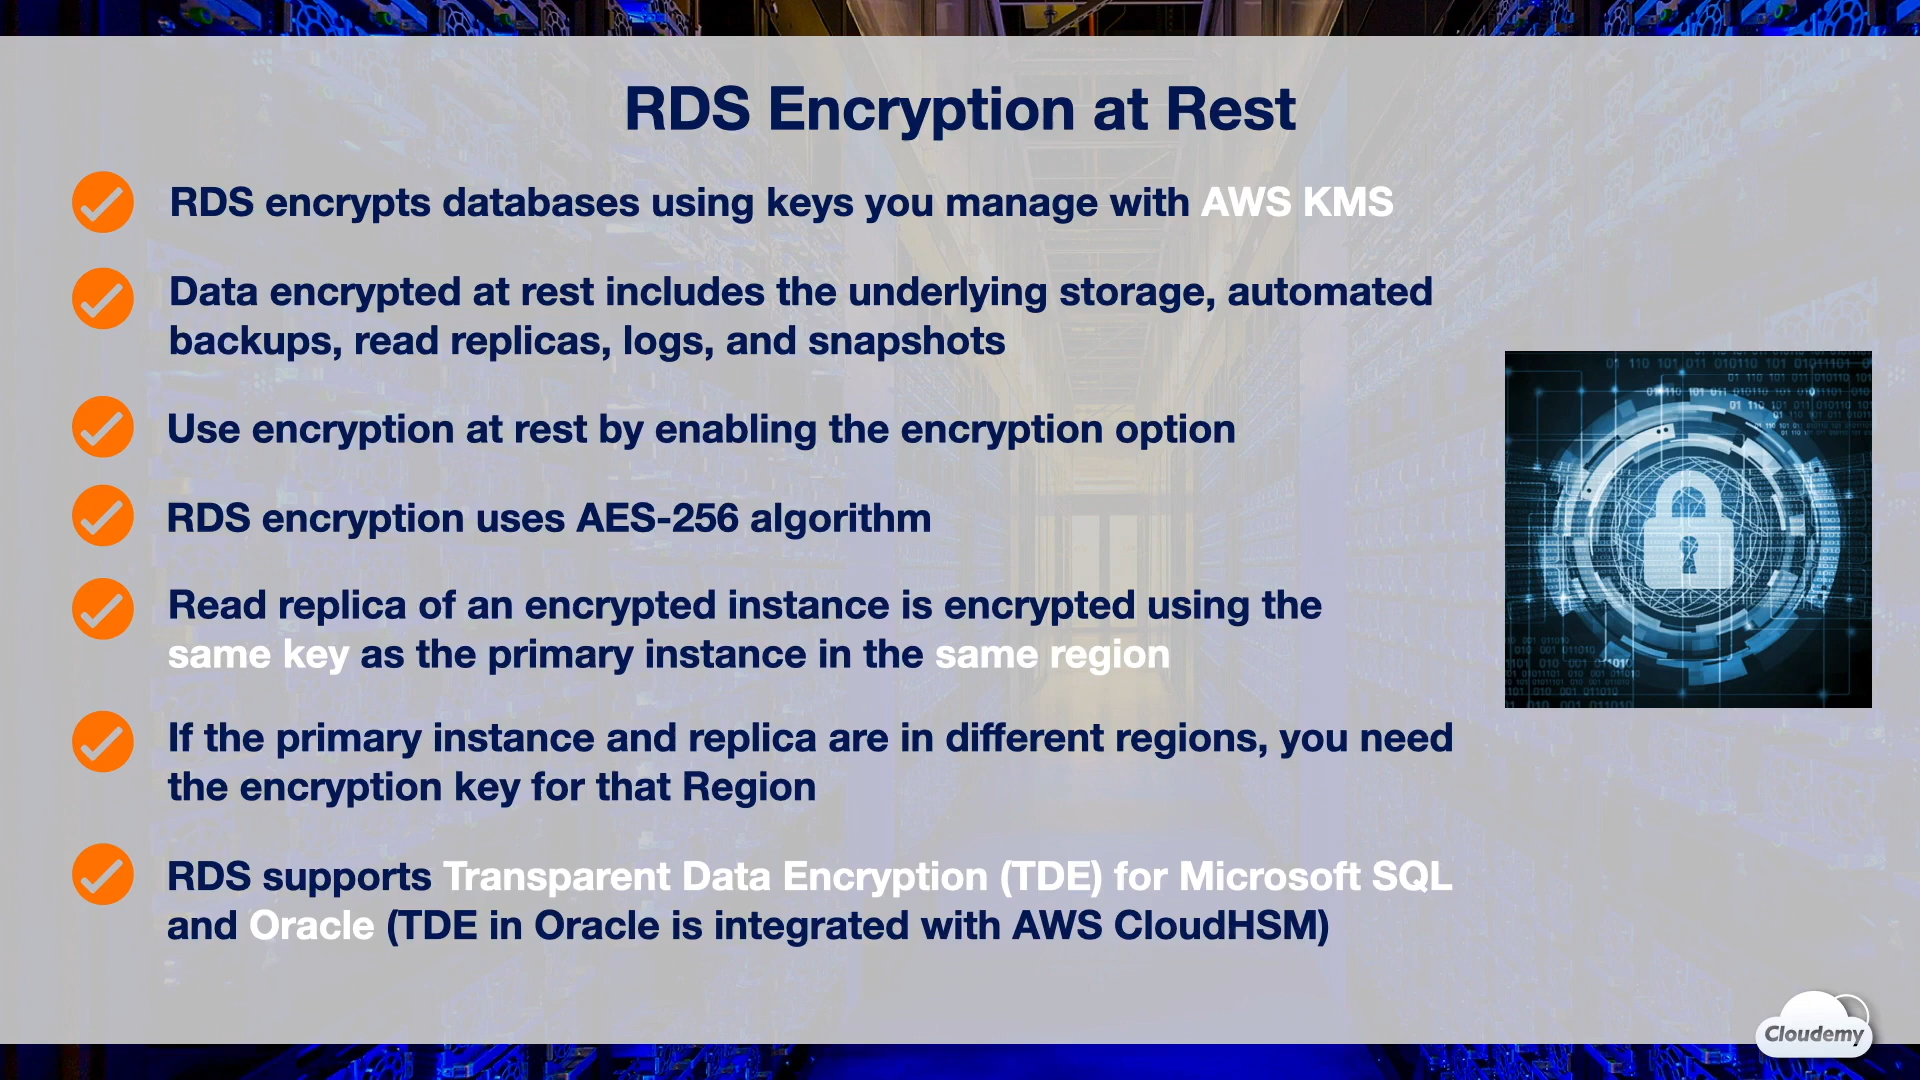 RDS Encryption at Rest
RDS encrypts databases using keys you manage with AWS KMS
Data encrypted at rest includes the underlying storage, automated
backups, read replicas, logs, and snapshots
Use encryption at rest by enabling the encryption option
RDS encryption uses AES-256 algorithm
Read replica of an encrypted instance is encrypted using the
same key as the primary instance in the same region
If the primary instance and replica are in different regions, you need
the encryption key for that Region
RDS supports Transparent Data Encryption (TDE) for Microsoft SQL
and Oracle (TDE in Oracle is integrated with AWS CloudHSM)
Cloudemy